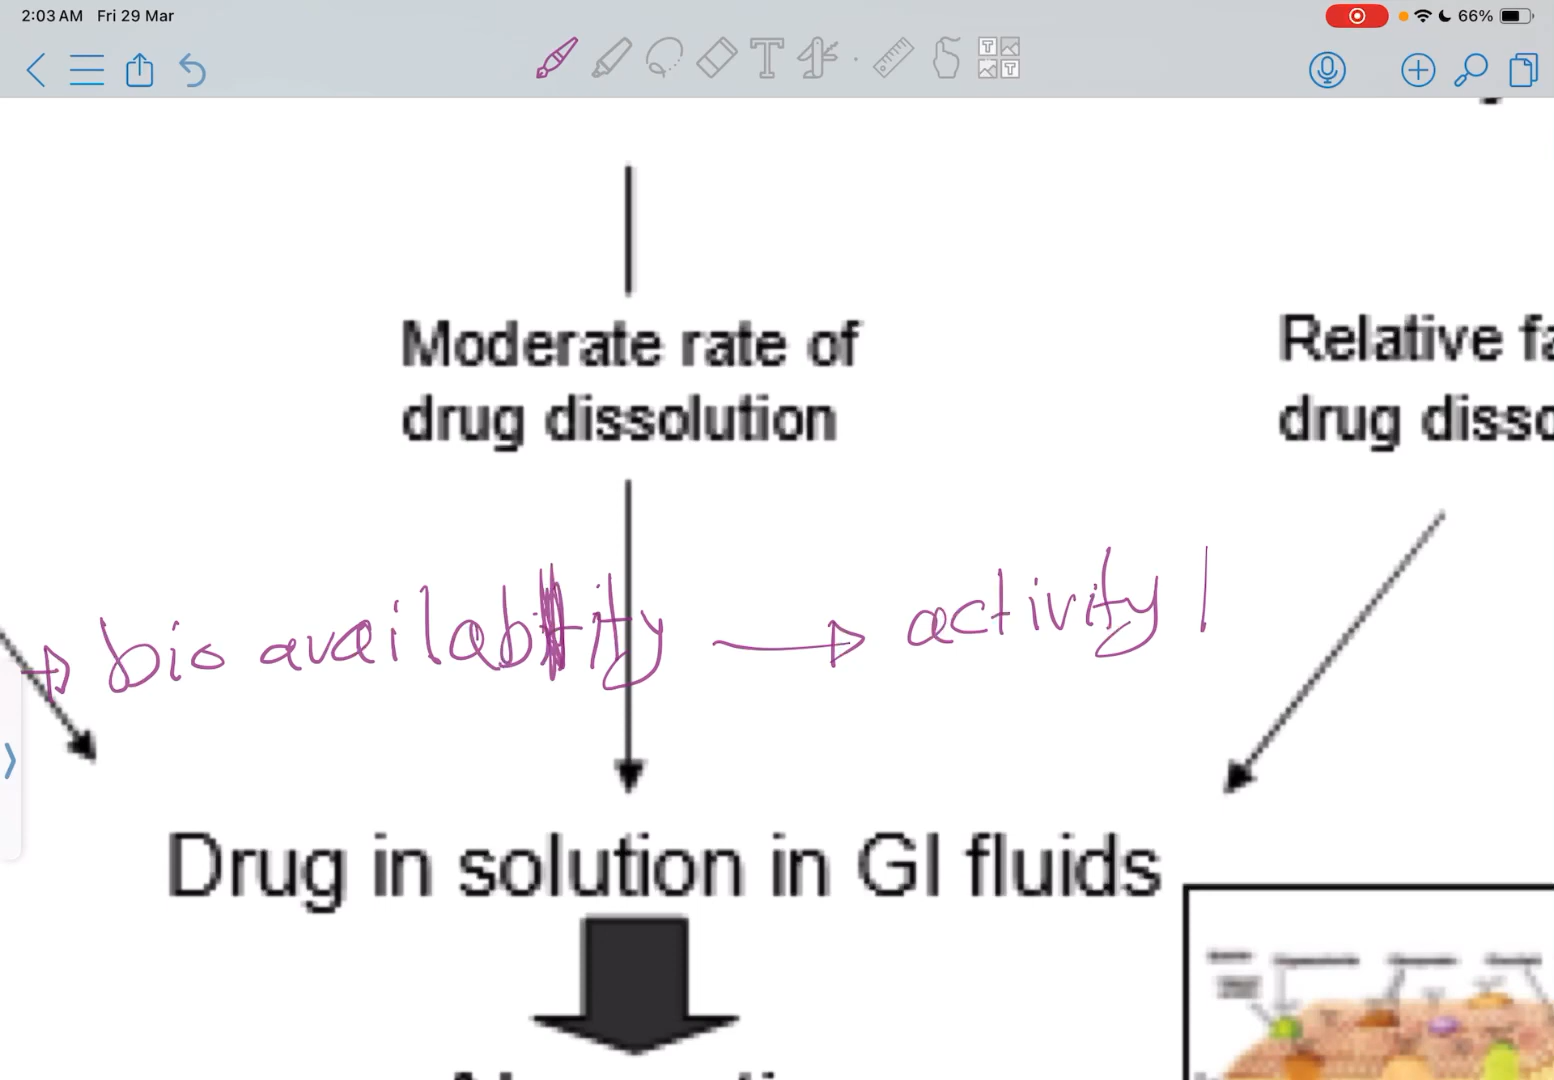 2:03 AM Fri 29 Mar
66%
Moderate rate of
drug dissolution
Relative fa
drug disso
bio availability → activity
Drug in solution in GI fluids